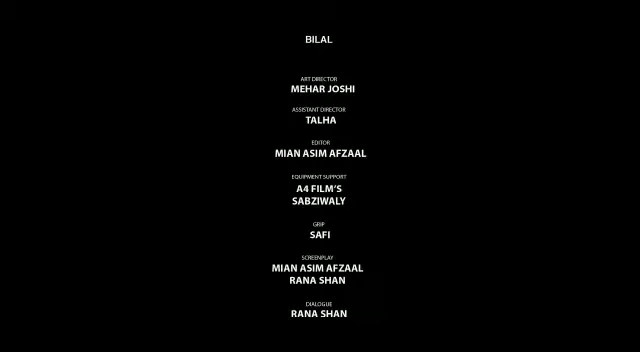 BILAL
ART DIRECTOR
MEHAR JOSHI
ASSISTANT DIRECTOR
TALHA
EDITOR
MIAN ASIM AFZAAL
EQUIPMENT SUPPORT
A4 FILM'S
SABZIWALY
GRIP
SAFI
SCREENPLAY
MIAN ASIM AFZAAL
RANA SHAN
DIALOGUE
RANA SHAN